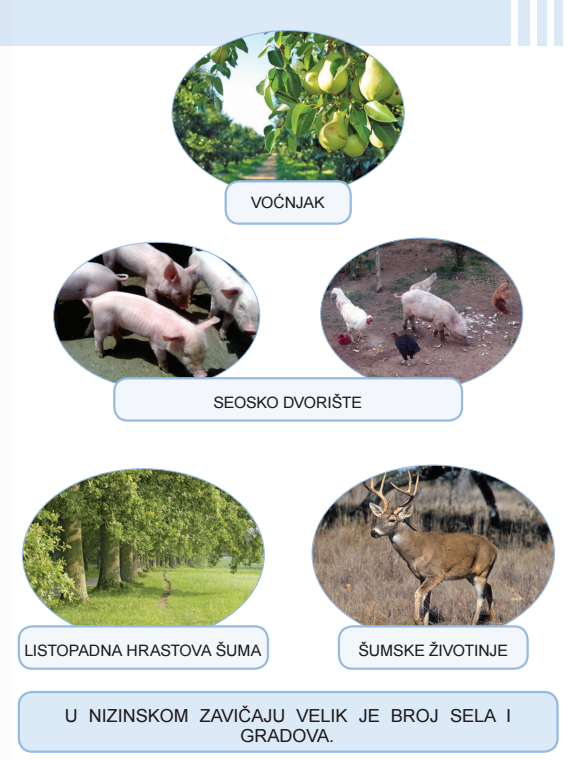 VOĆNJAK
SEOSKO DVORIŠTE
LISTOPADNA HRASTOVA ŠUMA
ŠUMSKE ŽIVOTINJE
U NIZINSKOM ZAVIČAJU VELIK JE BROJ SELA I
GRADOVA.